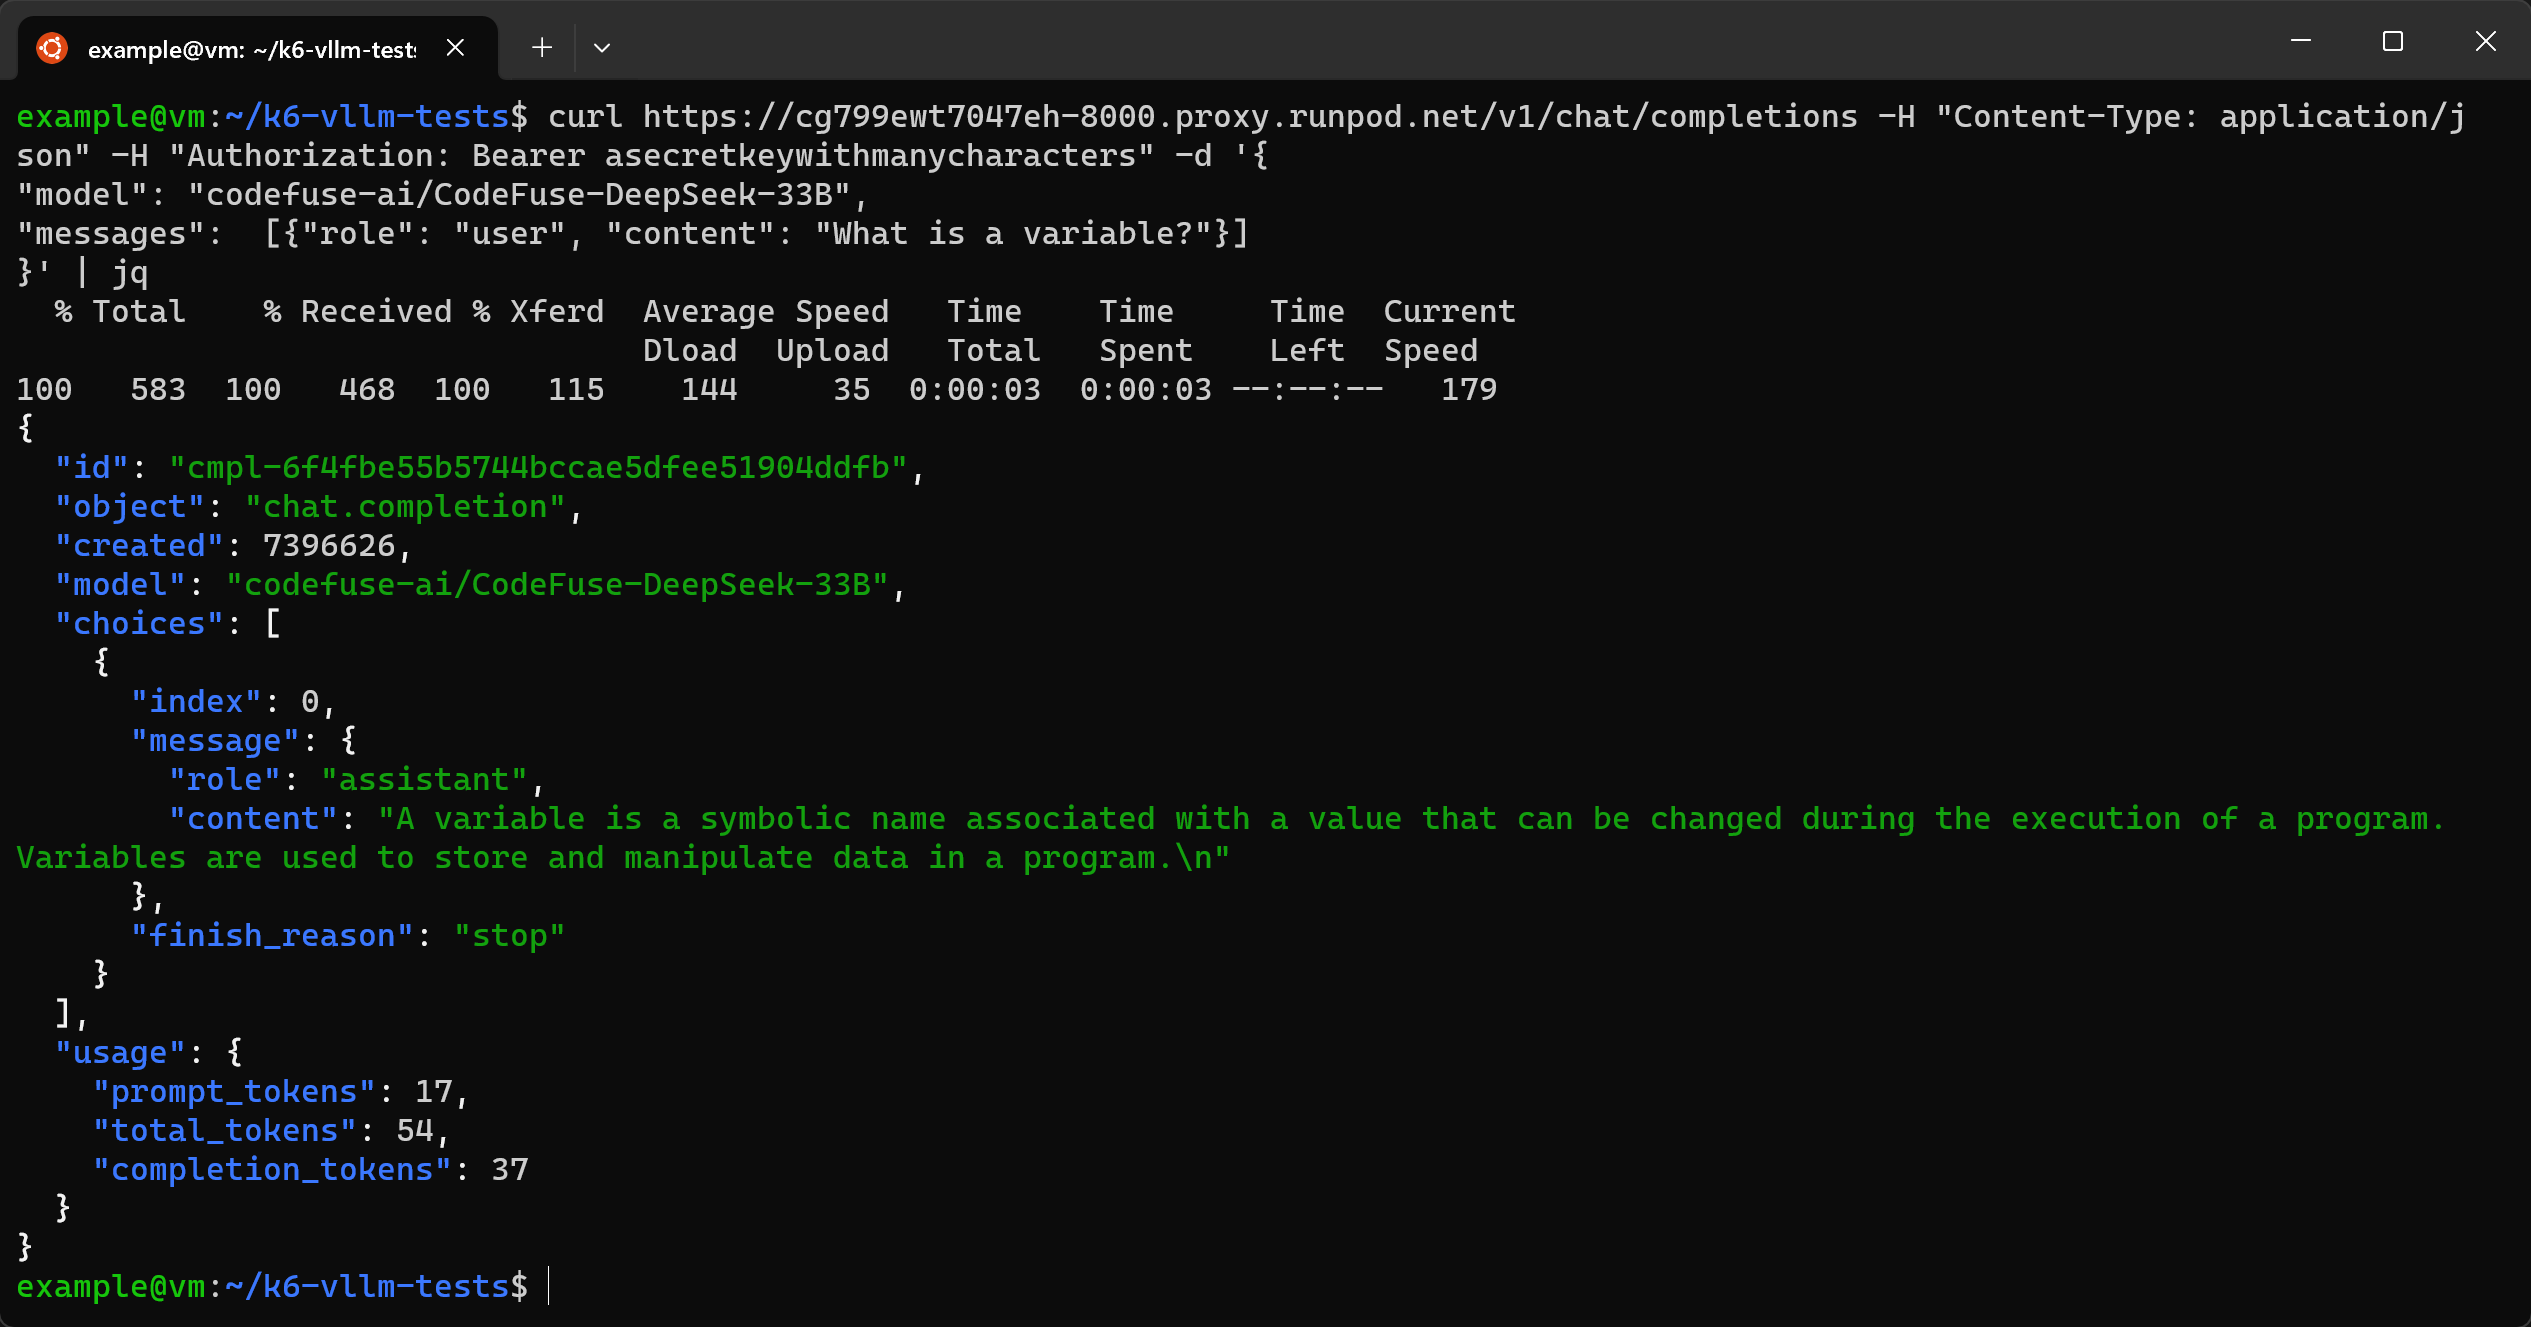 example@vm: ~/k6-vllm-tests
example@vm:~/k6-vllm-tests$ curl https://cg799ewt7047eh-8000.proxy.runpod.net/v1/chat/completions -H "Content-Type: application/j
son" -H "Authorization: Bearer asecretkeywithmanycharacters" -d '{
"model": "codefuse-ai/CodeFuse-DeepSeek-33B",
"messages":  [{"role": "user", "content": "What is a variable?"}]
}' | jq
  % Total    % Received % Xferd  Average Speed   Time    Time     Time  Current
                                 Dload  Upload   Total   Spent    Left  Speed
100   583  100   468  100   115    144     35  0:00:03  0:00:03 --:--:--   179
{
  "id": "cmpl-6f4fbe55b5744bccae5dfee51904ddfb",
  "object": "chat.completion",
  "created": 7396626,
  "model": "codefuse-ai/CodeFuse-DeepSeek-33B",
  "choices": [
    {
      "index": 0,
      "message": {
        "role": "assistant",
        "content": "A variable is a symbolic name associated with a value that can be changed during the execution of a program.
Variables are used to store and manipulate data in a program.\n"
      },
      "finish_reason": "stop"
    }
  ],
  "usage": {
    "prompt_tokens": 17,
    "total_tokens": 54,
    "completion_tokens": 37
  }
}
example@vm:~/k6-vllm-tests$